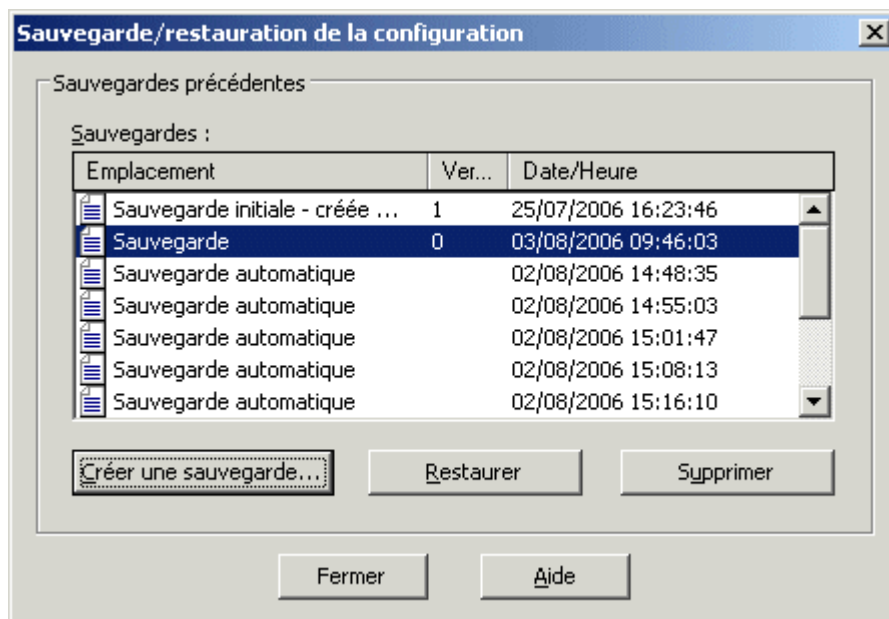 Sauvegarde/restauration de la configuration
Sauvegardes précédentes
Sauvegardes :
Emplacement Ver... Date/Heure
Sauvegarde initiale - créée ... 1 25/07/2006 16:23:46
Sauvegarde 0 03/08/2006 09:46:03
Sauvegarde automatique 02/08/2006 14:48:35
Sauvegarde automatique 02/08/2006 14:55:03
Sauvegarde automatique 02/08/2006 15:01:47
Sauvegarde automatique 02/08/2006 15:08:13
Sauvegarde automatique 02/08/2006 15:16:10
Créer une sauvegarde... Restaurer Supprimer
Fermer Aide